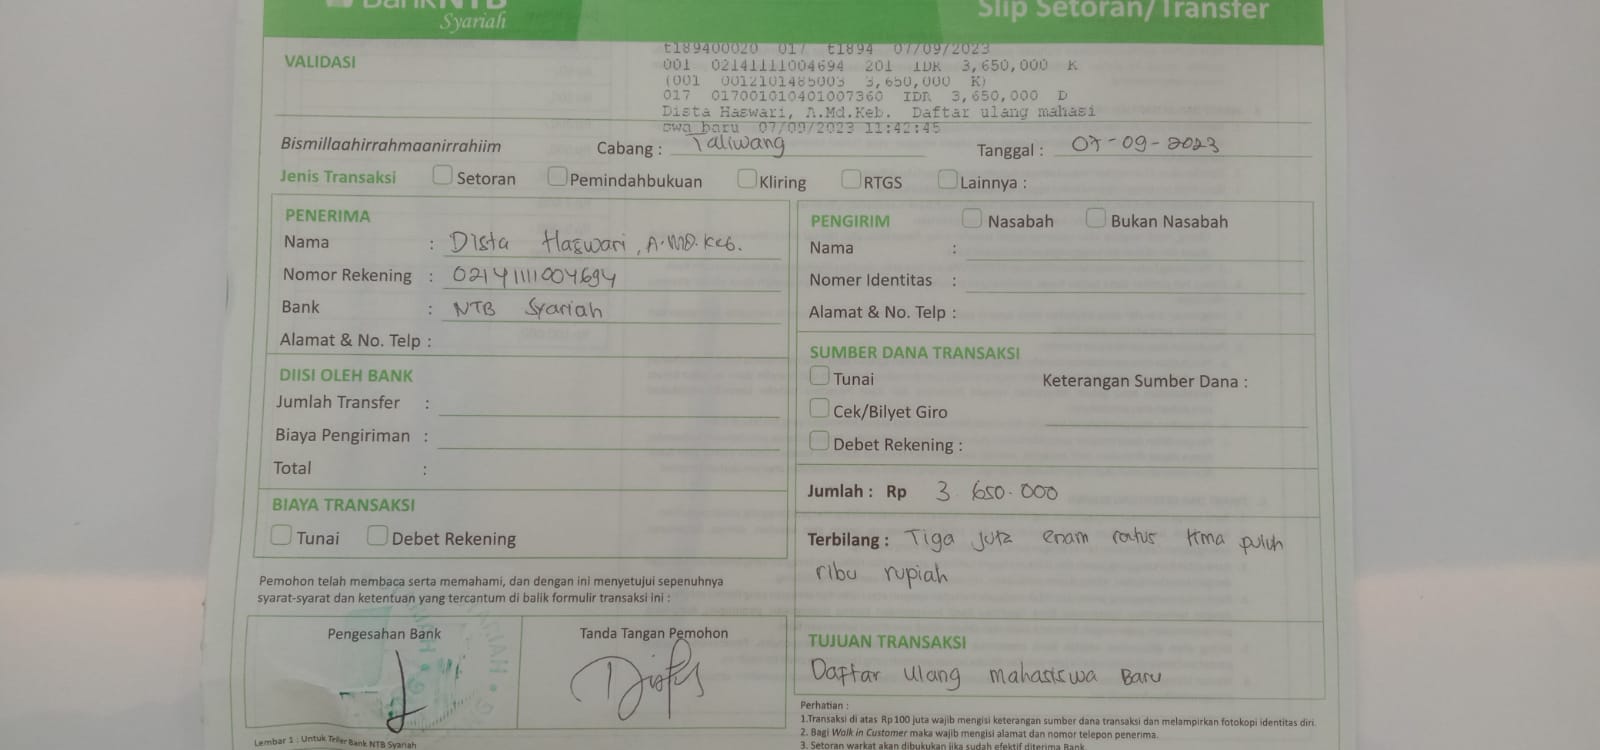 BankNTB
Syariah
Slip Setoran/Transfer
VALIDASI
t189400020 017 t1894 07/09/2023
001 02141111004694 201 IDR 3,650,000 K
(001 0012101485003 3,650,000 K)
017 017001010401007360 IDR 3,650,000 D
Dista Haswari, A.Md.Keb. Daftar ulang mahasi
swa baru 07/09/2023 11:42:45
Bismillaahirrahmaanirrahiim
Cabang : Taliwang
Tanggal : 07-09-2023
Jenis Transaksi Setoran Pemindahbukuan Kliring RTGS Lainnya :
PENERIMA
Nama : Dista Haswari, A.MD.Keb.
Nomor Rekening : 02141111004694
Bank : NTB Syariah
Alamat & No. Telp :
DIISI OLEH BANK
Jumlah Transfer :
Biaya Pengiriman :
Total :
BIAYA TRANSAKSI
Tunai Debet Rekening
Pemohon telah membaca serta memahami, dan dengan ini menyetujui sepenuhnya
syarat-syarat dan ketentuan yang tercantum di balik formulir transaksi ini :
Pengesahan Bank
Tanda Tangan Pemohon
Lembar 1 : Untuk Teller Bank NTB Syariah
PENGIRIM Nasabah Bukan Nasabah
Nama :
Nomer Identitas :
Alamat & No. Telp :
SUMBER DANA TRANSAKSI
Tunai Keterangan Sumber Dana :
Cek/Bilyet Giro
Debet Rekening :
Jumlah : Rp 3.650.000
Terbilang : Tiga juta enam ratus lima puluh
ribu rupiah
TUJUAN TRANSAKSI
Daftar ulang mahasiswa Baru
Perhatian :
1.Transaksi di atas Rp100 juta wajib mengisi keterangan sumber dana transaksi dan melampirkan fotokopi identitas diri.
2. Bagi Walk in Customer maka wajib mengisi alamat dan nomor telepon penerima.
3. Setoran warkat akan dibukukan jika sudah efektif diterima Bank.